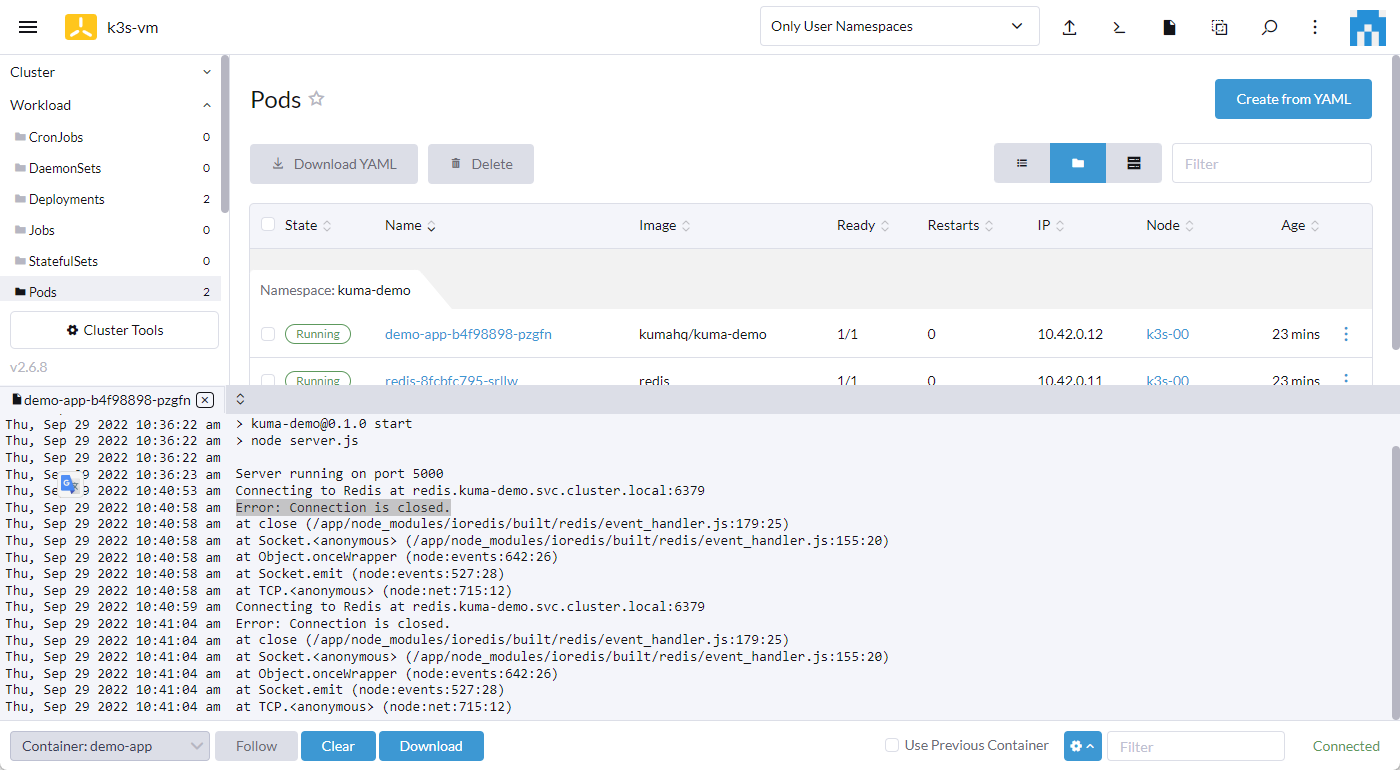 k3s-vm
Only User Namespaces
Cluster
Workload
CronJobs 0
DaemonSets 0
Deployments 2
Jobs 0
StatefulSets 0
Pods 2
Cluster Tools
v2.6.8
Pods
Create from YAML
Download YAML
Delete
Filter
State Name Image Ready Restarts IP Node Age
Namespace: kuma-demo
Running demo-app-b4f98898-pzgfn kumahq/kuma-demo 1/1 0 10.42.0.12 k3s-00 23 mins
Running redis-8fcbfc795-srllw redis 1/1 0 10.42.0.11 k3s-00 23 mins
demo-app-b4f98898-pzgfn
Thu, Sep 29 2022 10:36:22 am > kuma-demo@0.1.0 start
Thu, Sep 29 2022 10:36:22 am > node server.js
Thu, Sep 29 2022 10:36:22 am
Thu, Se 9 2022 10:36:23 am Server running on port 5000
Thu, Se 9 2022 10:40:53 am Connecting to Redis at redis.kuma-demo.svc.cluster.local:6379
Thu, Sep 29 2022 10:40:58 am Error: Connection is closed.
Thu, Sep 29 2022 10:40:58 am at close (/app/node_modules/ioredis/built/redis/event_handler.js:179:25)
Thu, Sep 29 2022 10:40:58 am at Socket.<anonymous> (/app/node_modules/ioredis/built/redis/event_handler.js:155:20)
Thu, Sep 29 2022 10:40:58 am at Object.onceWrapper (node:events:642:26)
Thu, Sep 29 2022 10:40:58 am at Socket.emit (node:events:527:28)
Thu, Sep 29 2022 10:40:58 am at TCP.<anonymous> (node:net:715:12)
Thu, Sep 29 2022 10:40:59 am Connecting to Redis at redis.kuma-demo.svc.cluster.local:6379
Thu, Sep 29 2022 10:41:04 am Error: Connection is closed.
Thu, Sep 29 2022 10:41:04 am at close (/app/node_modules/ioredis/built/redis/event_handler.js:179:25)
Thu, Sep 29 2022 10:41:04 am at Socket.<anonymous> (/app/node_modules/ioredis/built/redis/event_handler.js:155:20)
Thu, Sep 29 2022 10:41:04 am at Object.onceWrapper (node:events:642:26)
Thu, Sep 29 2022 10:41:04 am at Socket.emit (node:events:527:28)
Thu, Sep 29 2022 10:41:04 am at TCP.<anonymous> (node:net:715:12)
Container: demo-app
Follow
Clear
Download
Use Previous Container
Filter
Connected